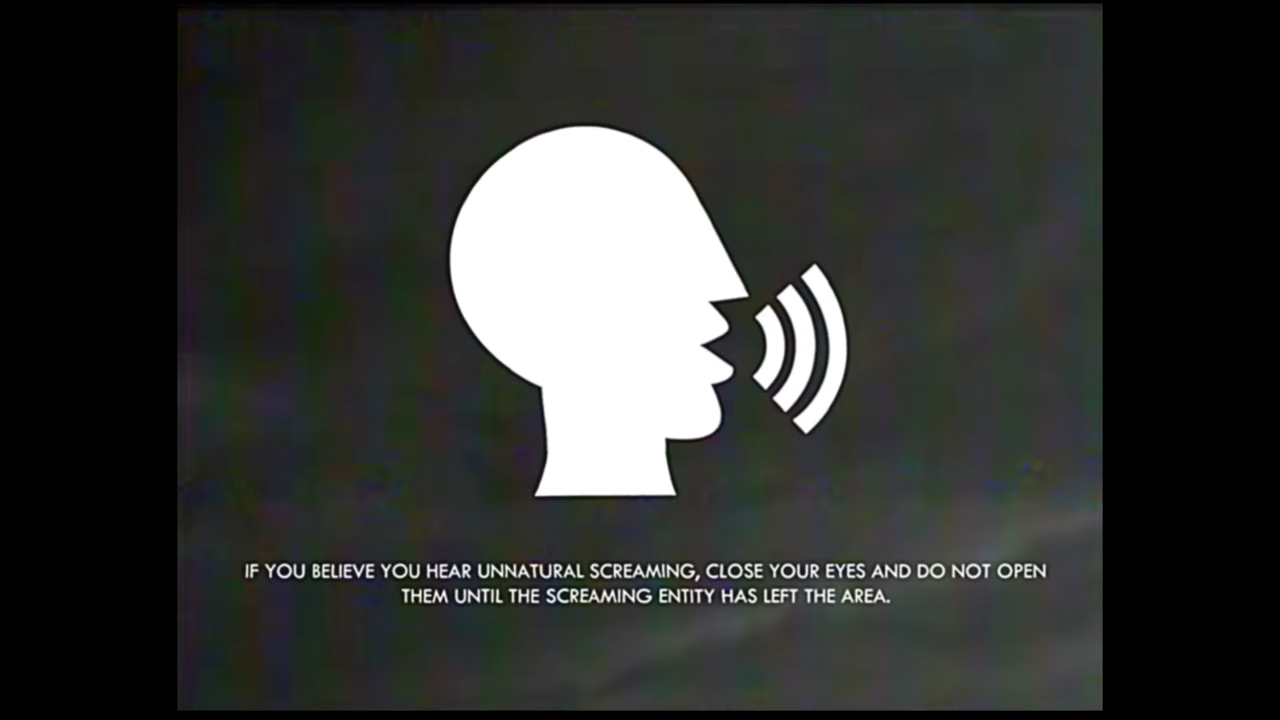 IF YOU BELIEVE YOU HEAR UNNATURAL SCREAMING, CLOSE YOUR EYES AND DO NOT OPEN
THEM UNTIL THE SCREAMING ENTITY HAS LEFT THE AREA.